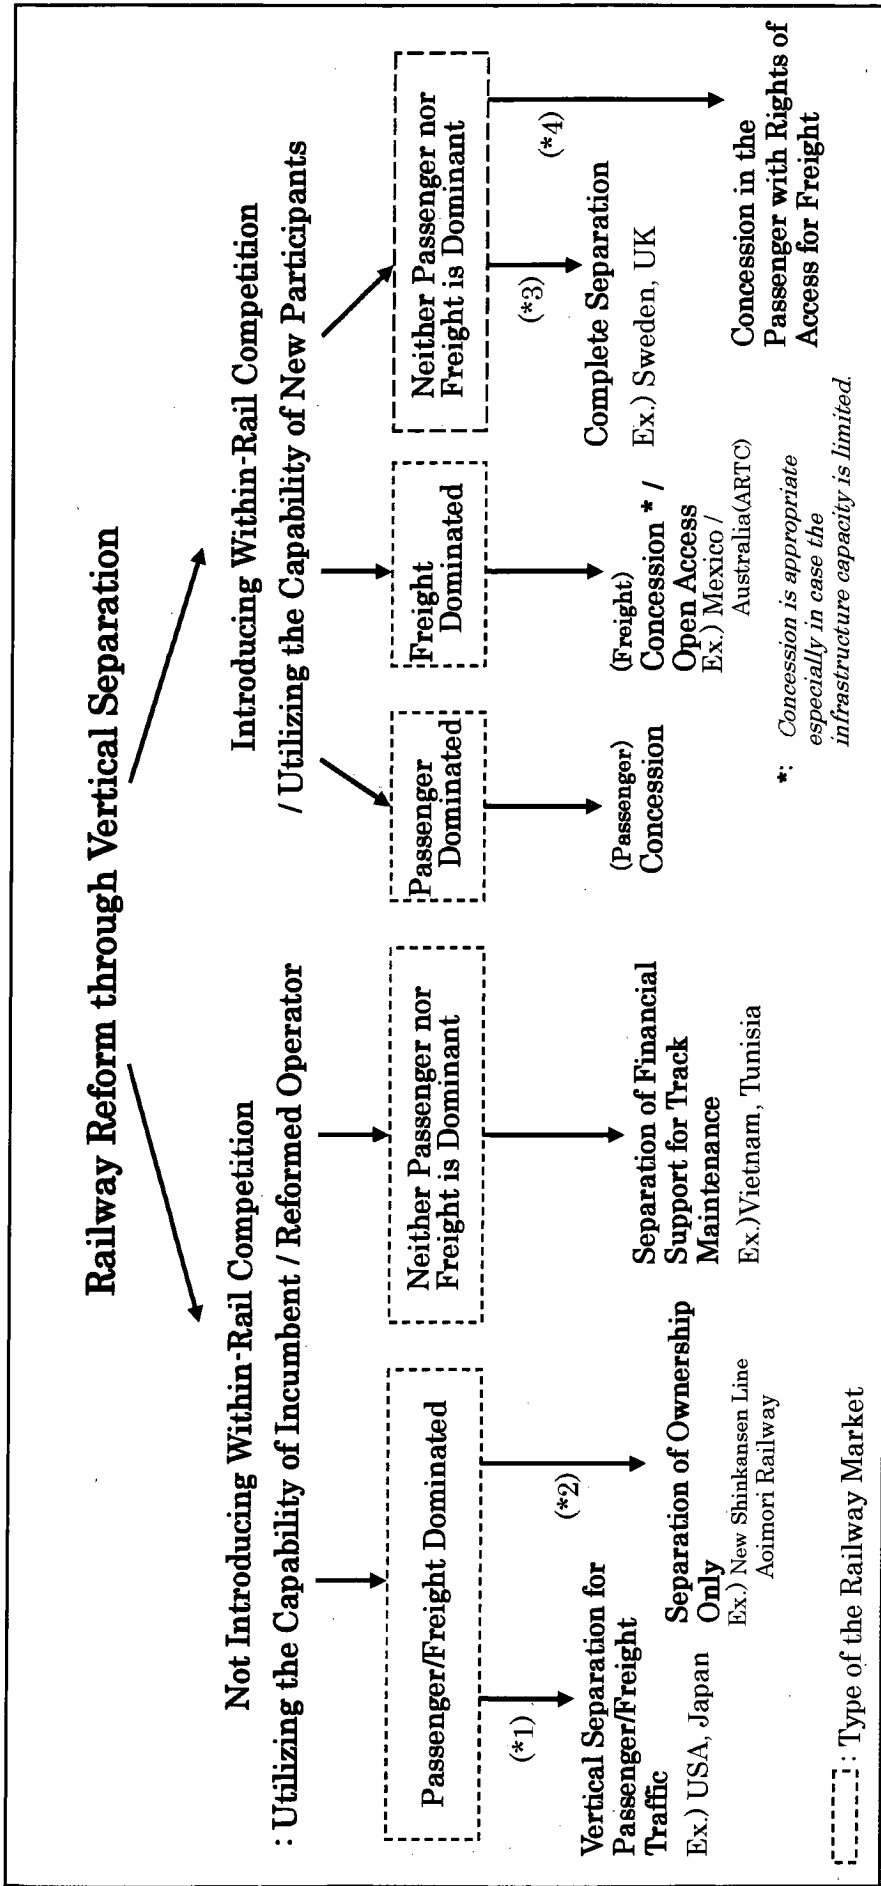 Railway Reform through Vertical Separation
Not Introducing Within-Rail Competition
: Utilizing the Capability of Incumbent / Reformed Operator
Introducing Within-Rail Competition
/ Utilizing the Capability of New Participants
Passenger/Freight Dominated
Neither Passenger nor
Freight is Dominant
Passenger
Dominated
Freight
Dominated
Neither Passenger nor
Freight is Dominant
(*1)
(*2)
(*3)
(*4)
Vertical Separation for
Passenger/Freight
Traffic
Ex.) USA, Japan
Separation of Ownership
Only
Ex.) New Shinkansen Line
Aoimori Railway
Separation of Financial
Support for Track
Maintenance
Ex.)Vietnam, Tunisia
(Passenger)
Concession
(Freight)
Concession * /
Open Access
Ex.) Mexico /
Australia(ARTC)
Complete Separation
Ex.) Sweden, UK
Concession in the
Passenger with Rights of
Access for Freight
*: Concession is appropriate
especially in case the
infrastructure capacity is limited.
: Type of the Railway Market